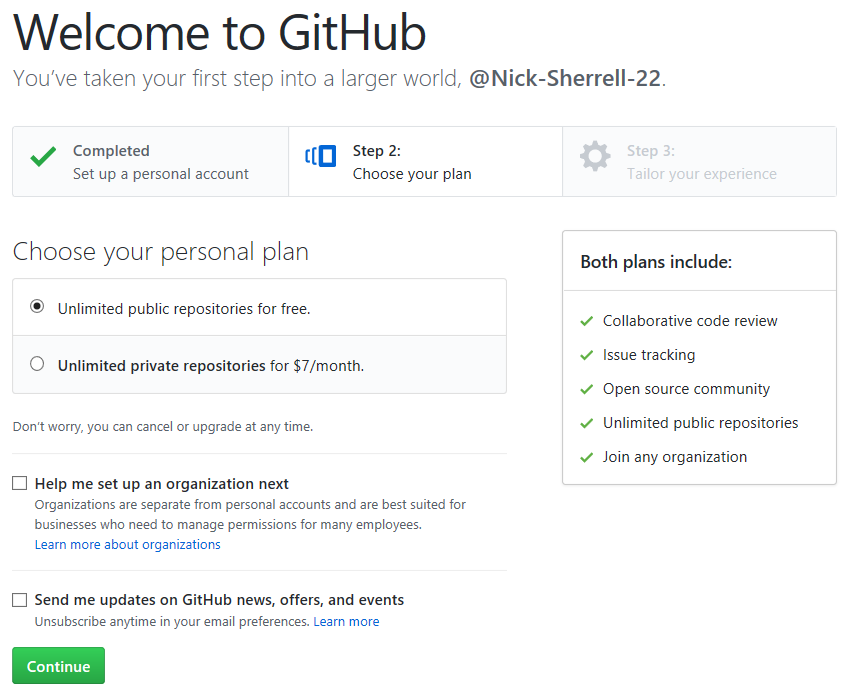 Welcome to GitHub
You’ve taken your first step into a larger world, @Nick-Sherrell-22.
Completed
Set up a personal account
Step 2:
Choose your plan
Step 3:
Tailor your experience
Choose your personal plan
Unlimited public repositories for free.
Unlimited private repositories for $7/month.
Don’t worry, you can cancel or upgrade at any time.
Help me set up an organization next
Organizations are separate from personal accounts and are best suited for
businesses who need to manage permissions for many employees.
Learn more about organizations
Send me updates on GitHub news, offers, and events
Unsubscribe anytime in your email preferences. Learn more
Continue
Both plans include:
Collaborative code review
Issue tracking
Open source community
Unlimited public repositories
Join any organization